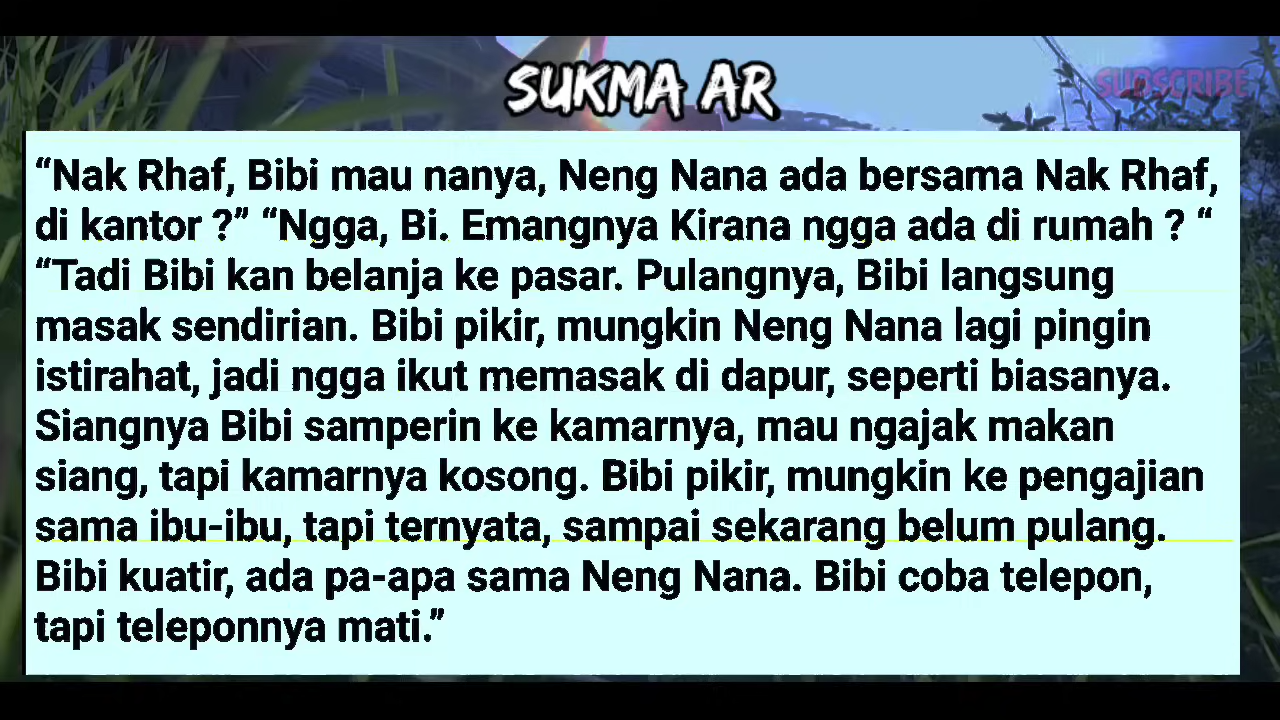 SUKMA AR
SUBSCRIBE
“Nak Rhaf, Bibi mau nanya, Neng Nana ada bersama Nak Rhaf,
di kantor ?” “Ngga, Bi. Emangnya Kirana ngga ada di rumah ? “
“Tadi Bibi kan belanja ke pasar. Pulangnya, Bibi langsung
masak sendirian. Bibi pikir, mungkin Neng Nana lagi pingin
istirahat, jadi ngga ikut memasak di dapur, seperti biasanya.
Siangnya Bibi samperin ke kamarnya, mau ngajak makan
siang, tapi kamarnya kosong. Bibi pikir, mungkin ke pengajian
sama ibu-ibu, tapi ternyata, sampai sekarang belum pulang.
Bibi kuatir, ada pa-apa sama Neng Nana. Bibi coba telepon,
tapi teleponnya mati.”